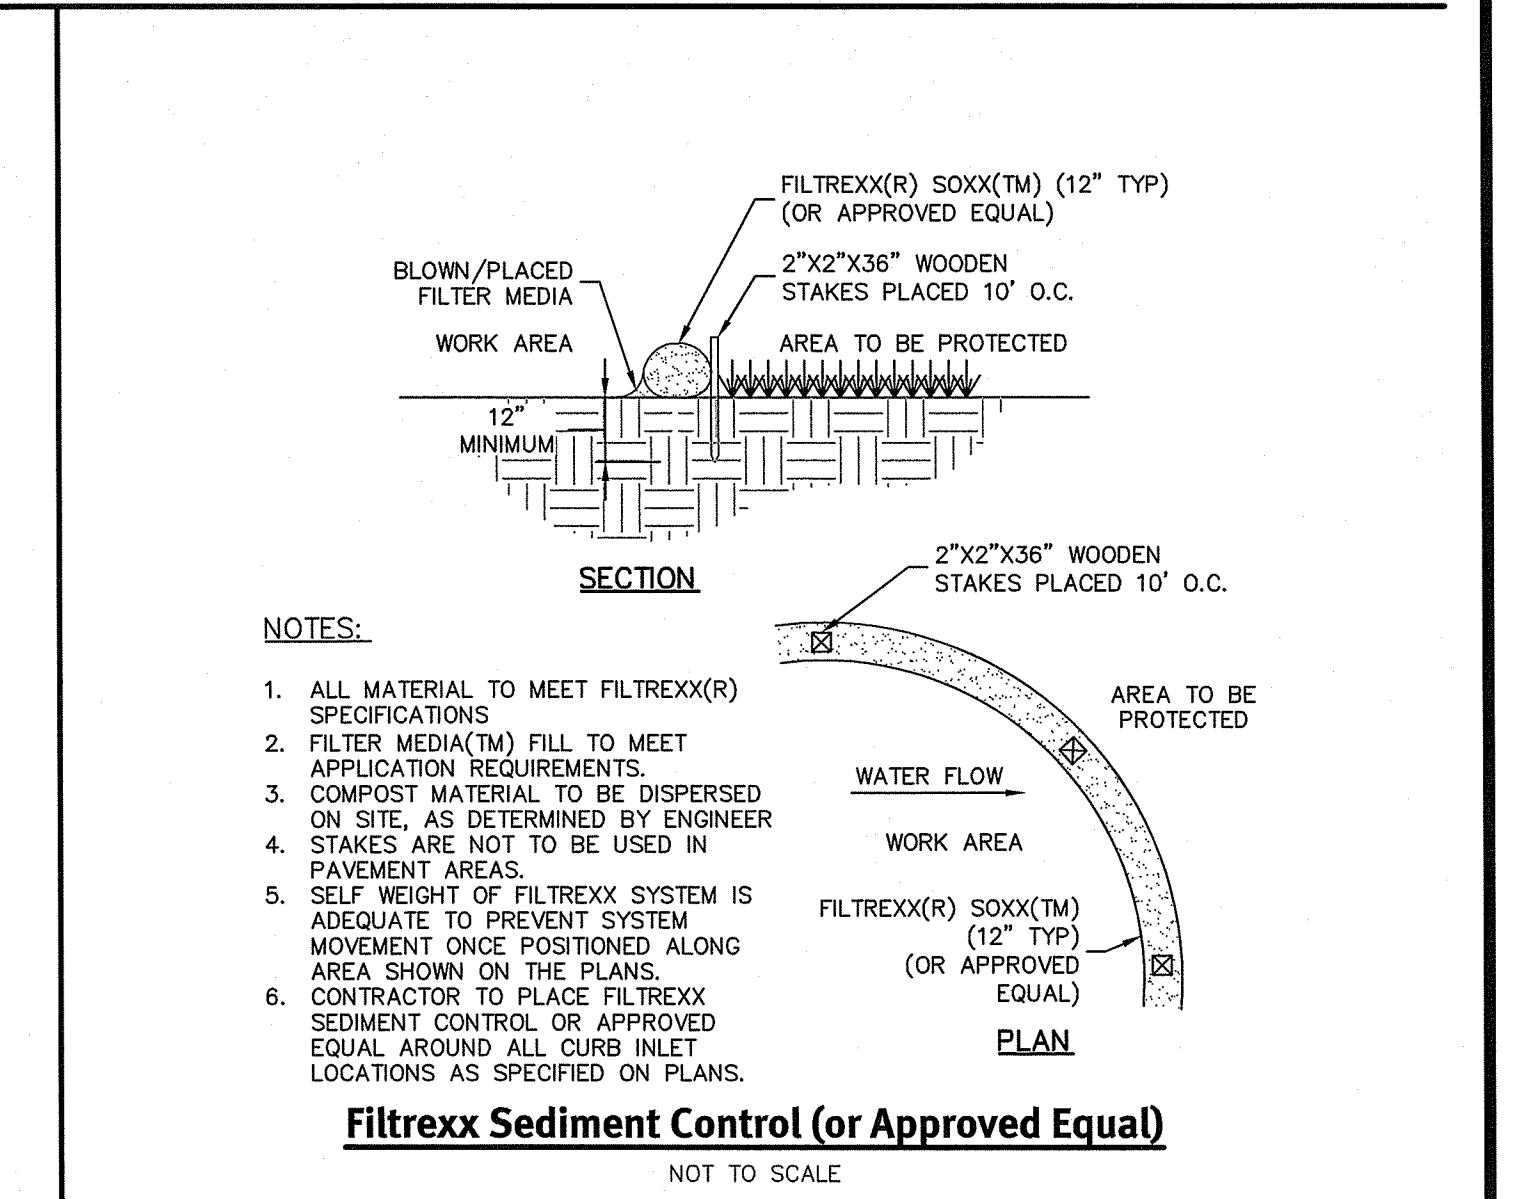 FILTREXX(R) SOXX(TM) (12" TYP)
(OR APPROVED EQUAL)
BLOWN/PLACED
FILTER MEDIA
2"X2"X36" WOODEN
STAKES PLACED 10' O.C.
WORK AREA
AREA TO BE PROTECTED
12"
MINIMUM
SECTION
2"X2"X36" WOODEN
STAKES PLACED 10' O.C.
NOTES:
1. ALL MATERIAL TO MEET FILTREXX(R)
SPECIFICATIONS
2. FILTER MEDIA(TM) FILL TO MEET
APPLICATION REQUIREMENTS.
3. COMPOST MATERIAL TO BE DISPERSED
ON SITE, AS DETERMINED BY ENGINEER
4. STAKES ARE NOT TO BE USED IN
PAVEMENT AREAS.
5. SELF WEIGHT OF FILTREXX SYSTEM IS
ADEQUATE TO PREVENT SYSTEM
MOVEMENT ONCE POSITIONED ALONG
AREA SHOWN ON THE PLANS.
6. CONTRACTOR TO PLACE FILTREXX
SEDIMENT CONTROL OR APPROVED
EQUAL AROUND ALL CURB INLET
LOCATIONS AS SPECIFIED ON PLANS.
AREA TO BE
PROTECTED
WATER FLOW
WORK AREA
FILTREXX(R) SOXX(TM)
(12" TYP)
(OR APPROVED
EQUAL)
PLAN
Filtrexx Sediment Control (or Approved Equal)
NOT TO SCALE